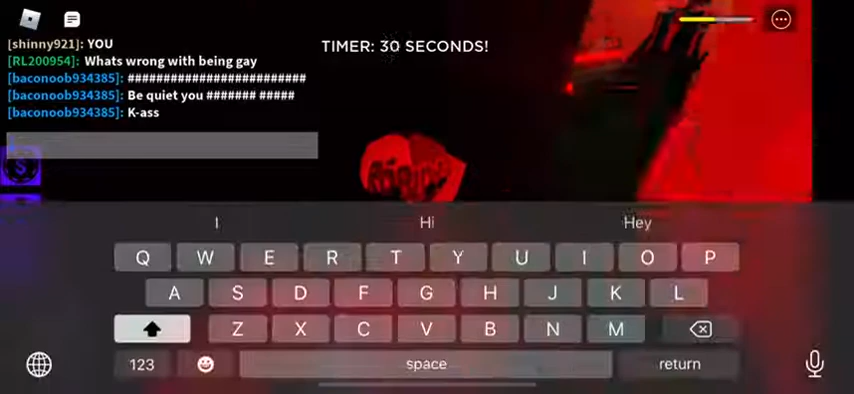 [shinny921]: YOU
TIMER: 30 SECONDS!
[RL200954]: Whats wrong with being gay
[baconoob934385]: #########################
[baconoob934385]: Be quiet you ####### #####
[baconoob934385]: K-ass
I Hi Hey
Q W E R T Y U I O P
A S D F G H J K L
Z X C V B N M
123 space return